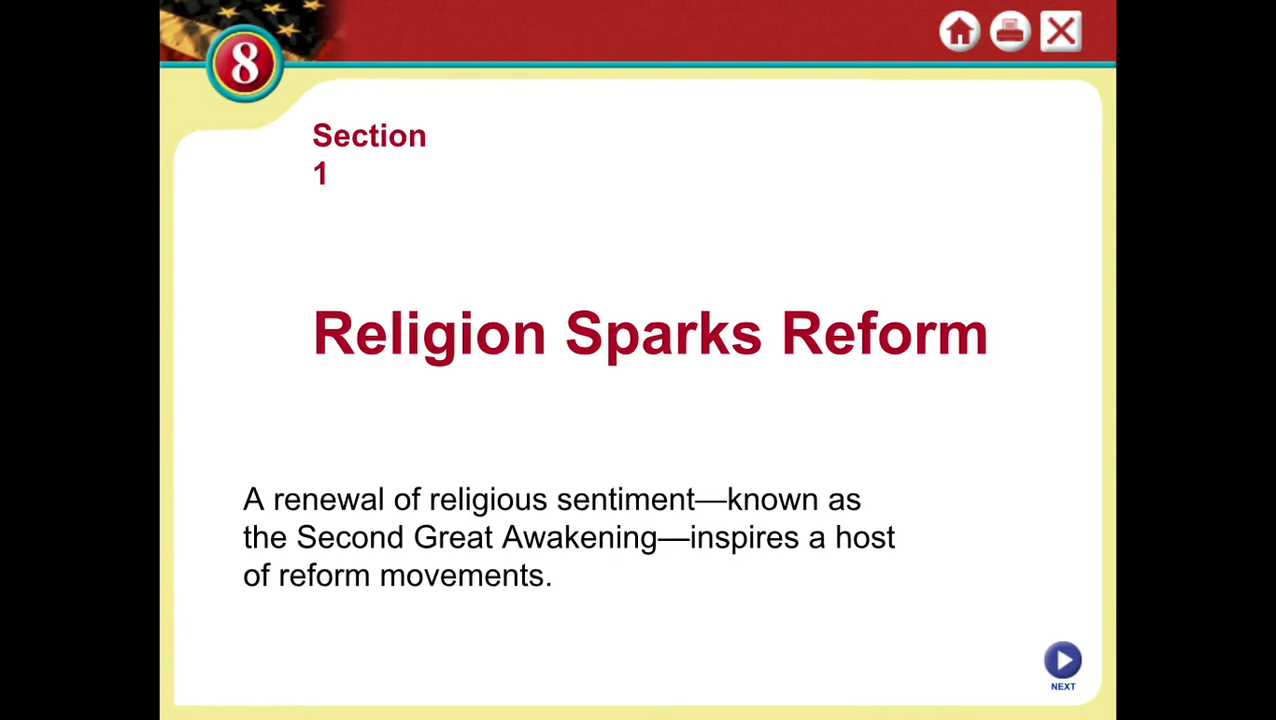 8
Section
1
Religion Sparks Reform
A renewal of religious sentiment—known as
the Second Great Awakening—inspires a host
of reform movements.
NEXT